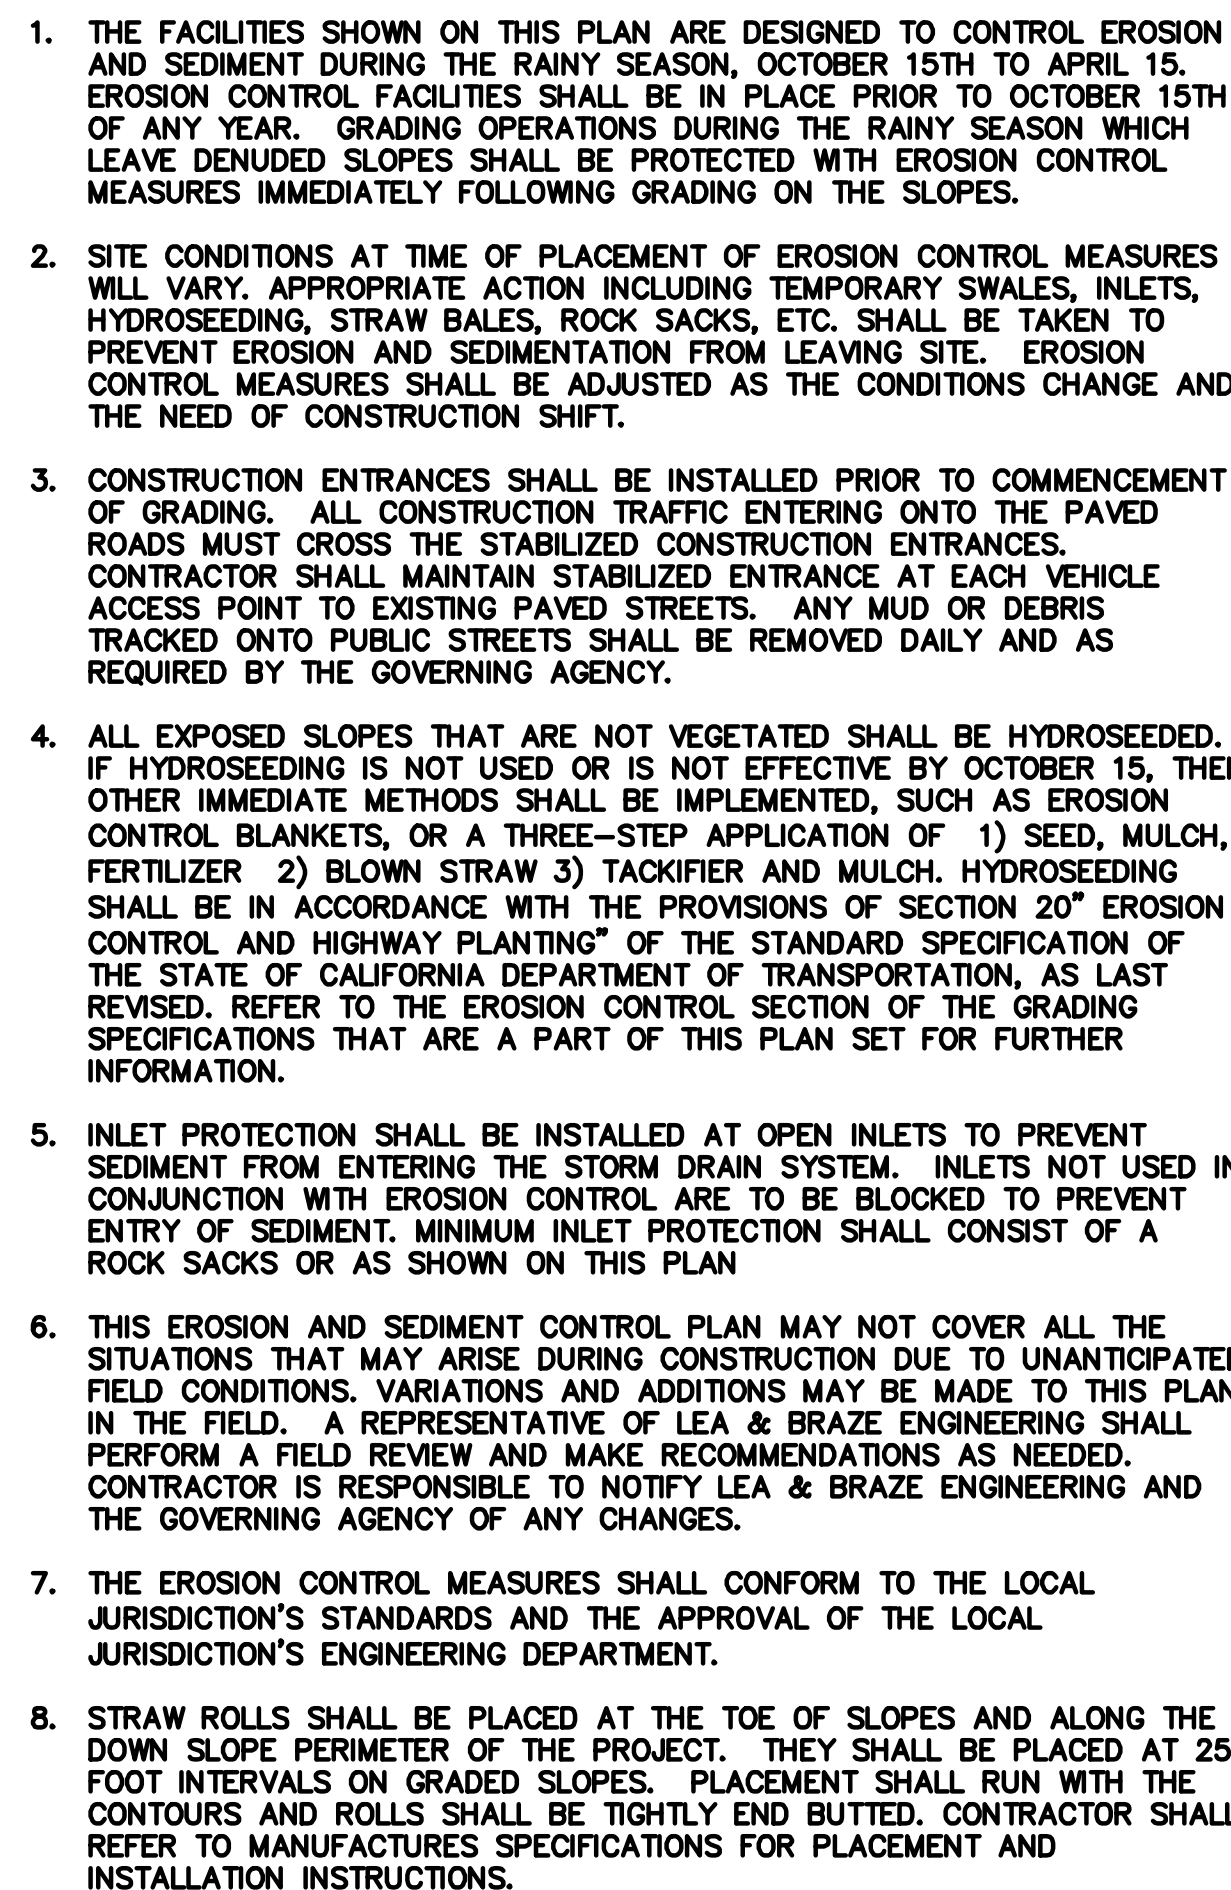 1. THE FACILITIES SHOWN ON THIS PLAN ARE DESIGNED TO CONTROL EROSION
AND SEDIMENT DURING THE RAINY SEASON, OCTOBER 15TH TO APRIL 15.
EROSION CONTROL FACILITIES SHALL BE IN PLACE PRIOR TO OCTOBER 15TH
OF ANY YEAR. GRADING OPERATIONS DURING THE RAINY SEASON WHICH
LEAVE DENUDED SLOPES SHALL BE PROTECTED WITH EROSION CONTROL
MEASURES IMMEDIATELY FOLLOWING GRADING ON THE SLOPES.
2. SITE CONDITIONS AT TIME OF PLACEMENT OF EROSION CONTROL MEASURES
WILL VARY. APPROPRIATE ACTION INCLUDING TEMPORARY SWALES, INLETS,
HYDROSEEDING, STRAW BALES, ROCK SACKS, ETC. SHALL BE TAKEN TO
PREVENT EROSION AND SEDIMENTATION FROM LEAVING SITE. EROSION
CONTROL MEASURES SHALL BE ADJUSTED AS THE CONDITIONS CHANGE AND
THE NEED OF CONSTRUCTION SHIFT.
3. CONSTRUCTION ENTRANCES SHALL BE INSTALLED PRIOR TO COMMENCEMENT
OF GRADING. ALL CONSTRUCTION TRAFFIC ENTERING ONTO THE PAVED
ROADS MUST CROSS THE STABILIZED CONSTRUCTION ENTRANCES.
CONTRACTOR SHALL MAINTAIN STABILIZED ENTRANCE AT EACH VEHICLE
ACCESS POINT TO EXISTING PAVED STREETS. ANY MUD OR DEBRIS
TRACKED ONTO PUBLIC STREETS SHALL BE REMOVED DAILY AND AS
REQUIRED BY THE GOVERNING AGENCY.
4. ALL EXPOSED SLOPES THAT ARE NOT VEGETATED SHALL BE HYDROSEEDED.
IF HYDROSEEDING IS NOT USED OR IS NOT EFFECTIVE BY OCTOBER 15, THEN
OTHER IMMEDIATE METHODS SHALL BE IMPLEMENTED, SUCH AS EROSION
CONTROL BLANKETS, OR A THREE-STEP APPLICATION OF 1) SEED, MULCH,
FERTILIZER 2) BLOWN STRAW 3) TACKIFIER AND MULCH. HYDROSEEDING
SHALL BE IN ACCORDANCE WITH THE PROVISIONS OF SECTION 20" EROSION
CONTROL AND HIGHWAY PLANTING" OF THE STANDARD SPECIFICATION OF
THE STATE OF CALIFORNIA DEPARTMENT OF TRANSPORTATION, AS LAST
REVISED. REFER TO THE EROSION CONTROL SECTION OF THE GRADING
SPECIFICATIONS THAT ARE A PART OF THIS PLAN SET FOR FURTHER
INFORMATION.
5. INLET PROTECTION SHALL BE INSTALLED AT OPEN INLETS TO PREVENT
SEDIMENT FROM ENTERING THE STORM DRAIN SYSTEM. INLETS NOT USED IN
CONJUNCTION WITH EROSION CONTROL ARE TO BE BLOCKED TO PREVENT
ENTRY OF SEDIMENT. MINIMUM INLET PROTECTION SHALL CONSIST OF A
ROCK SACKS OR AS SHOWN ON THIS PLAN
6. THIS EROSION AND SEDIMENT CONTROL PLAN MAY NOT COVER ALL THE
SITUATIONS THAT MAY ARISE DURING CONSTRUCTION DUE TO UNANTICIPATED
FIELD CONDITIONS. VARIATIONS AND ADDITIONS MAY BE MADE TO THIS PLAN
IN THE FIELD. A REPRESENTATIVE OF LEA & BRAZE ENGINEERING SHALL
PERFORM A FIELD REVIEW AND MAKE RECOMMENDATIONS AS NEEDED.
CONTRACTOR IS RESPONSIBLE TO NOTIFY LEA & BRAZE ENGINEERING AND
THE GOVERNING AGENCY OF ANY CHANGES.
7. THE EROSION CONTROL MEASURES SHALL CONFORM TO THE LOCAL
JURISDICTION'S STANDARDS AND THE APPROVAL OF THE LOCAL
JURISDICTION'S ENGINEERING DEPARTMENT.
8. STRAW ROLLS SHALL BE PLACED AT THE TOE OF SLOPES AND ALONG THE
DOWN SLOPE PERIMETER OF THE PROJECT. THEY SHALL BE PLACED AT 25
FOOT INTERVALS ON GRADED SLOPES. PLACEMENT SHALL RUN WITH THE
CONTOURS AND ROLLS SHALL BE TIGHTLY END BUTTED. CONTRACTOR SHALL
REFER TO MANUFACTURES SPECIFICATIONS FOR PLACEMENT AND
INSTALLATION INSTRUCTIONS.